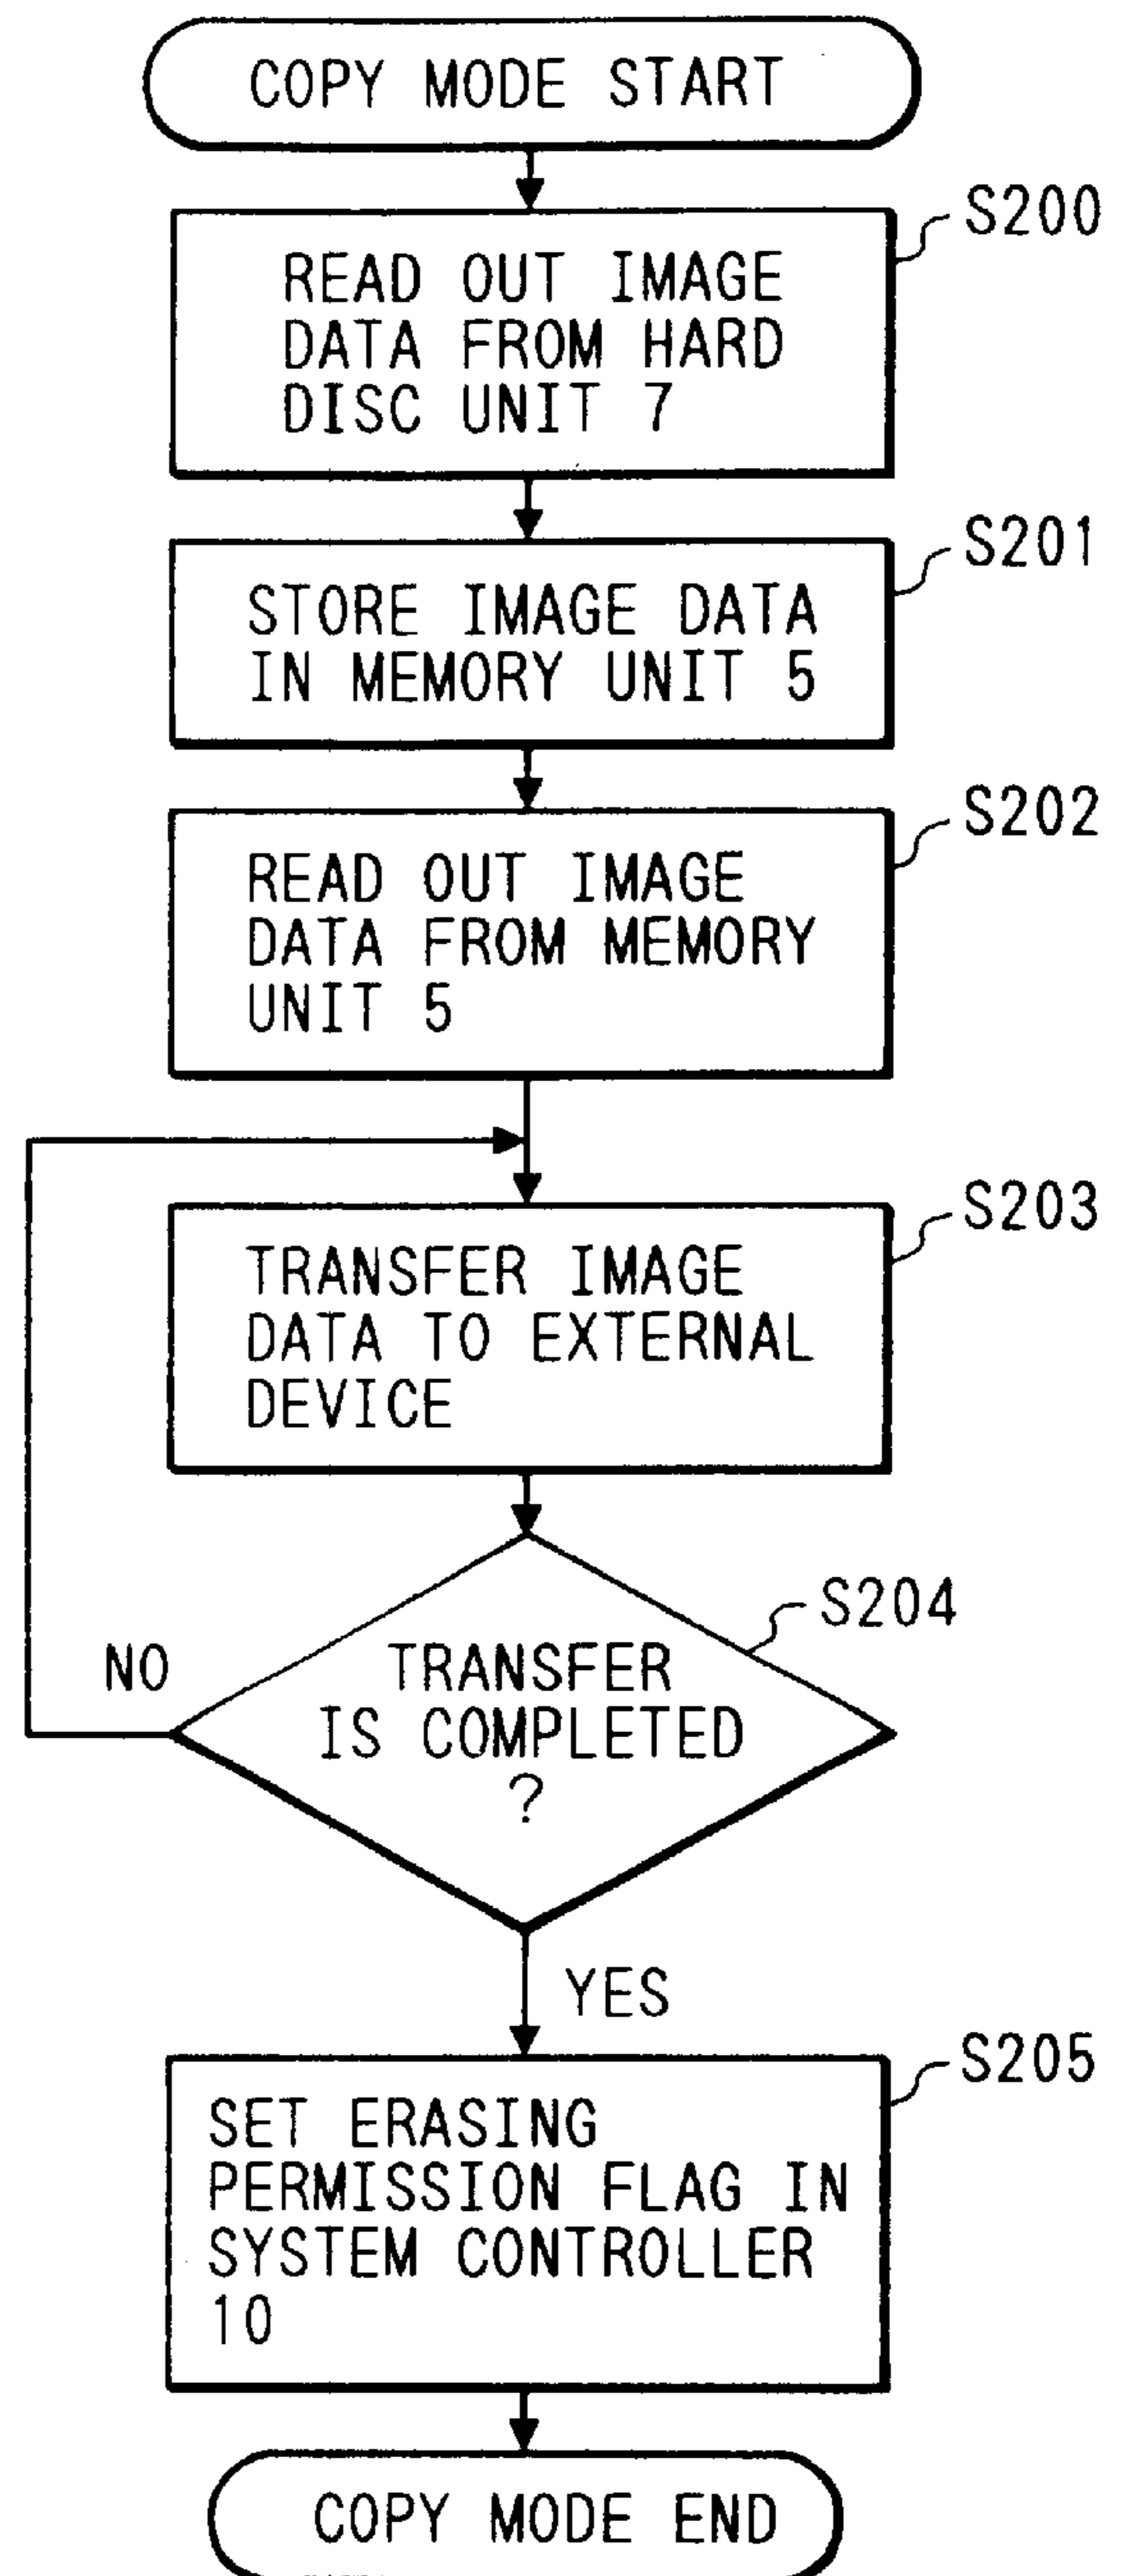 COPY MODE START
S200
READ OUT IMAGE
DATA FROM HARD
DISC UNIT 7
S201
STORE IMAGE DATA
IN MEMORY UNIT 5
S202
READ OUT IMAGE
DATA FROM MEMORY
UNIT 5
S203
TRANSFER IMAGE
DATA TO EXTERNAL
DEVICE
S204
NO
TRANSFER
IS COMPLETED
?
YES
S205
SET ERASING
PERMISSION FLAG IN
SYSTEM CONTROLLER
10
COPY MODE END